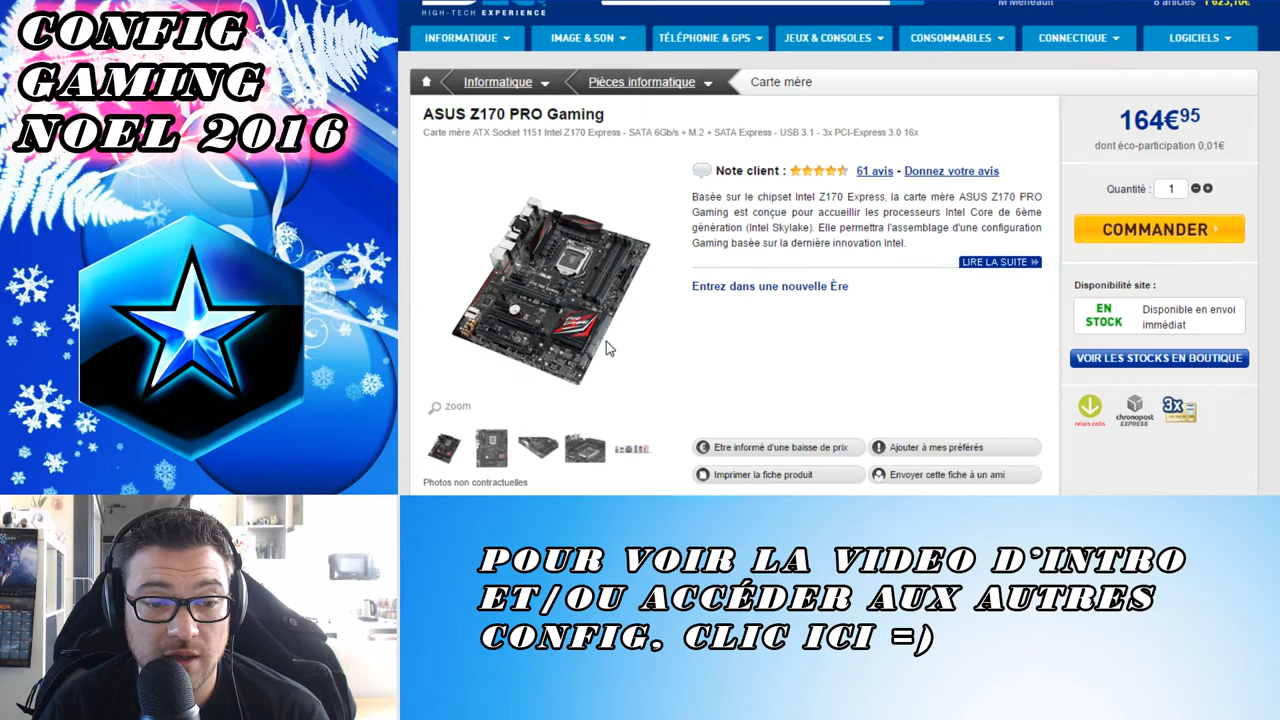 CONFIG
GAMING
NOEL 2016
HIGH-TECH EXPERIENCE
M Merleault
8 articles
INFORMATIQUE
IMAGE & SON
TÉLÉPHONIE & GPS
JEUX & CONSOLES
CONSOMMABLES
CONNECTIQUE
LOGICIELS
Informatique
Pièces informatique
Carte mère
ASUS Z170 PRO Gaming
Carte mère ATX Socket 1151 Intel Z170 Express - SATA 6Gb/s + M.2 + SATA Express - USB 3.1 - 3x PCI-Express 3.0 16x
Note client : 61 avis - Donnez votre avis
Basée sur le chipset Intel Z170 Express, la carte mère ASUS Z170 PRO
Gaming est conçue pour accueillir les processeurs Intel Core de 6ème
génération (Intel Skylake). Elle permettra l'assemblage d'une configuration
Gaming basée sur la dernière innovation Intel.
LIRE LA SUITE »
Entrez dans une nouvelle Ère
zoom
Photos non contractuelles
Etre informé d'une baisse de prix
Ajouter à mes préférés
Imprimer la fiche produit
Envoyer cette fiche à un ami
164€95
dont éco-participation 0,01€
Quantité : 1
COMMANDER
Disponibilité site :
EN
STOCK
Disponible en envoi
immédiat
VOIR LES STOCKS EN BOUTIQUE
relais colis
chronopost
EXPRESS
3x
POUR VOIR LA VIDEO D'INTRO
ET/OU ACCÉDER AUX AUTRES
CONFIG, CLIC ICI =)